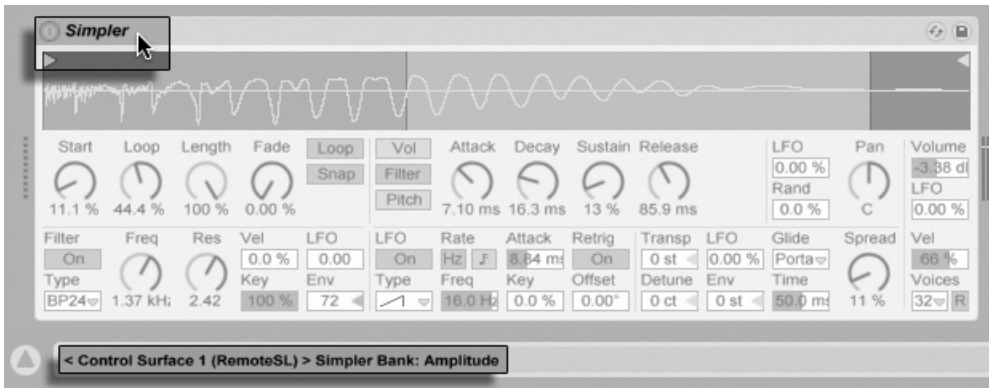 Simpler
Start Loop Length Fade Loop Vol Attack Decay Sustain Release LFO Pan Volume
Snap Filter 0.00 % -3.38 d
Pitch Rand LFO
11.1 % 44.4 % 100 % 0.00 % 7.10 ms 16.3 ms 13 % 85.9 ms 0.0 % C 0.00 %
Filter Freq Res Vel LFO LFO Rate Attack Retrig Transp LFO Glide Spread Vel
On 0.0 % 0.00 On Hz 8.84 m On 0 st 0.00 % Porta 66 %
Type Key Env Type Freq Key Offset Detune Env Time Voices
BP24 1.37 kHz 2.42 100 % 72 16.0 Hz 0.0 % 0.00° 0 ct 0 st 50.0 m 11 % 32 R
< Control Surface 1 (RemoteSL) > Simpler Bank: Amplitude